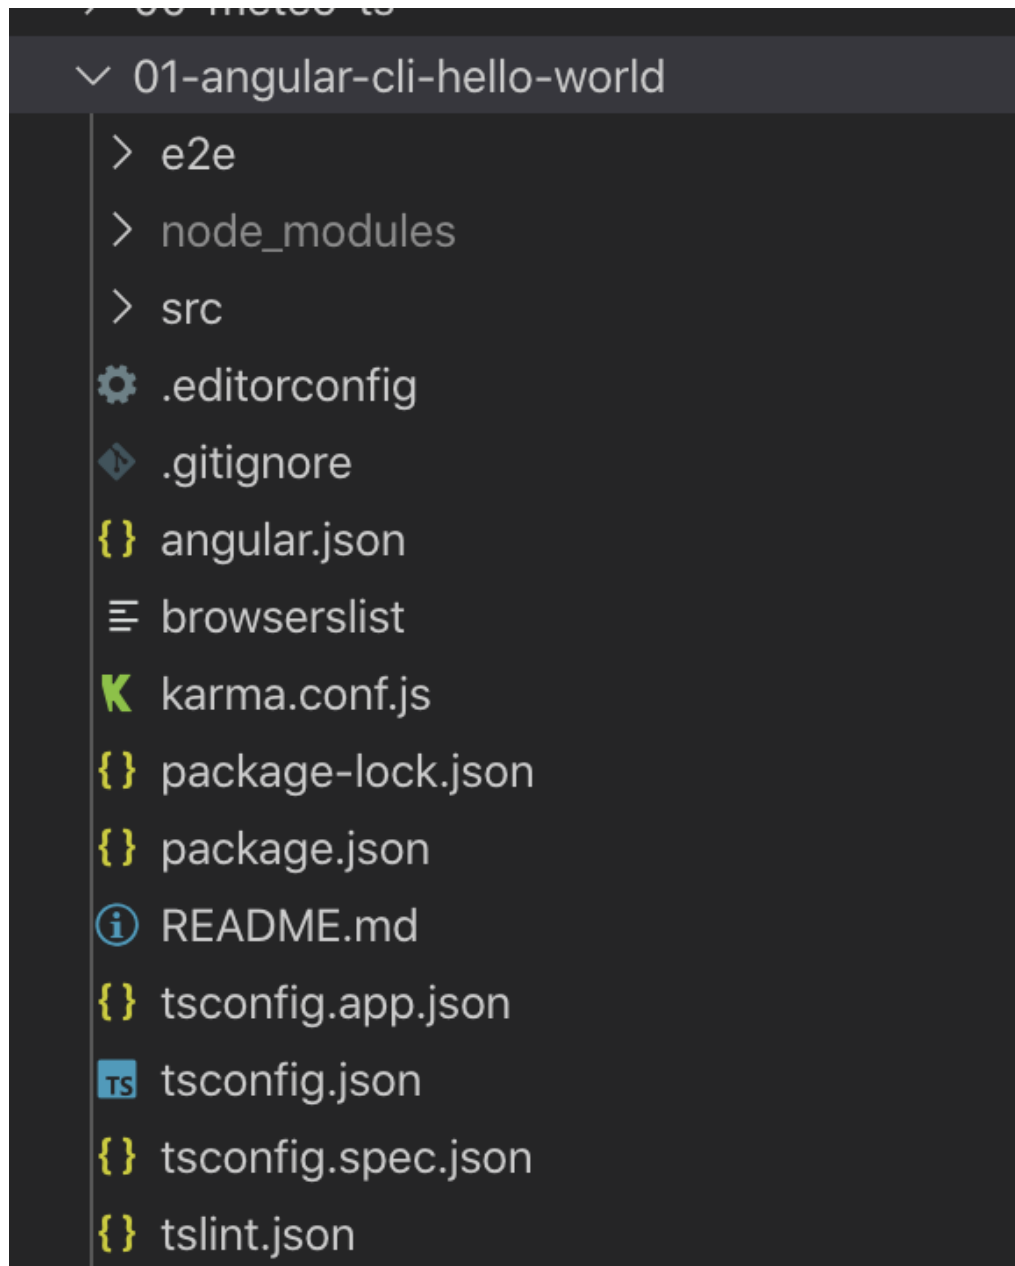 01-angular-cli-hello-world
e2e
node_modules
src
.editorconfig
.gitignore
angular.json
browserslist
karma.conf.js
package-lock.json
package.json
README.md
tsconfig.app.json
TS tsconfig.json
tsconfig.spec.json
tslint.json